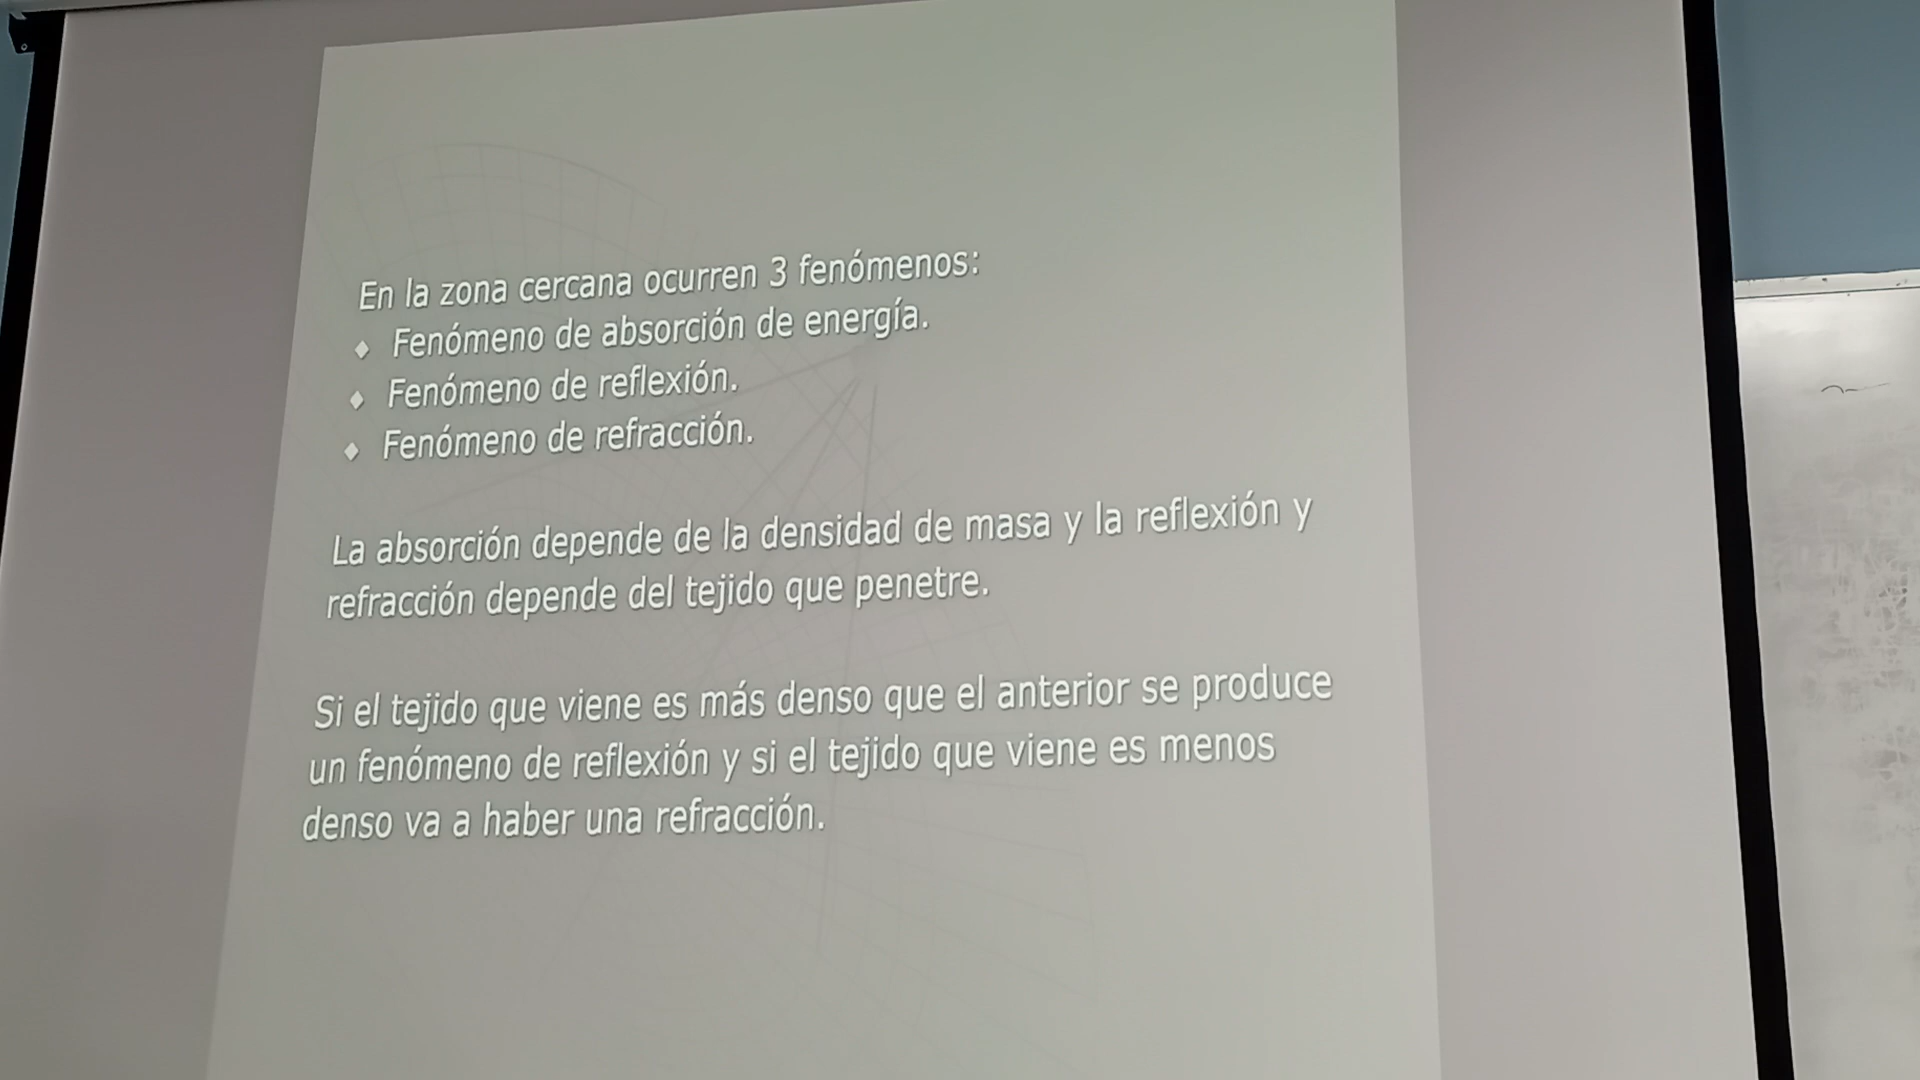 En la zona cercana ocurren 3 fenómenos:
♦ Fenómeno de absorción de energía.
♦ Fenómeno de reflexión.
♦ Fenómeno de refracción.
La absorción depende de la densidad de masa y la reflexión y
refracción depende del tejido que penetre.
Si el tejido que viene es más denso que el anterior se produce
un fenómeno de reflexión y si el tejido que viene es menos
denso va a haber una refracción.